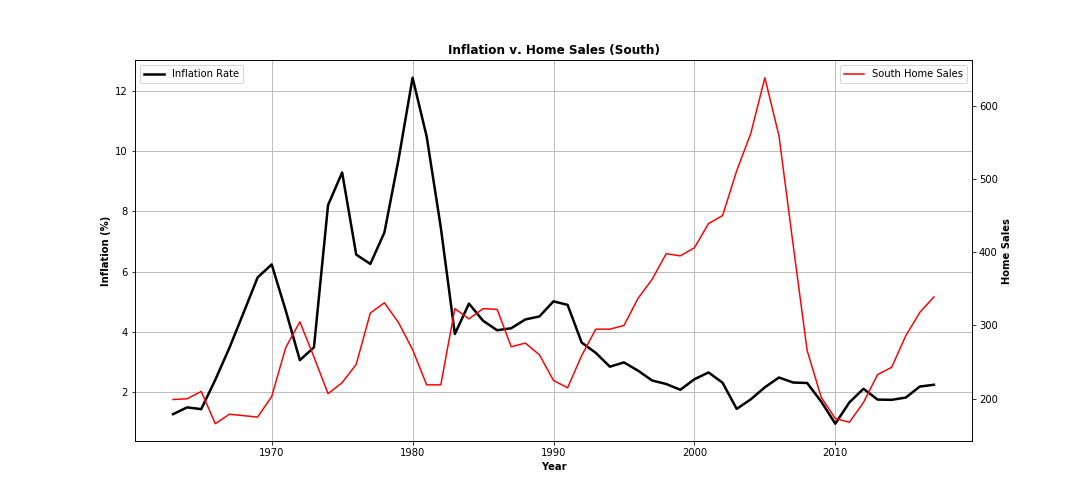 Inflation v. Home Sales (South)
Inflation Rate
South Home Sales
12
10
8
6
4
2
600
500
400
300
200
Inflation (%)
Home Sales
1970
1980
1990
2000
2010
Year